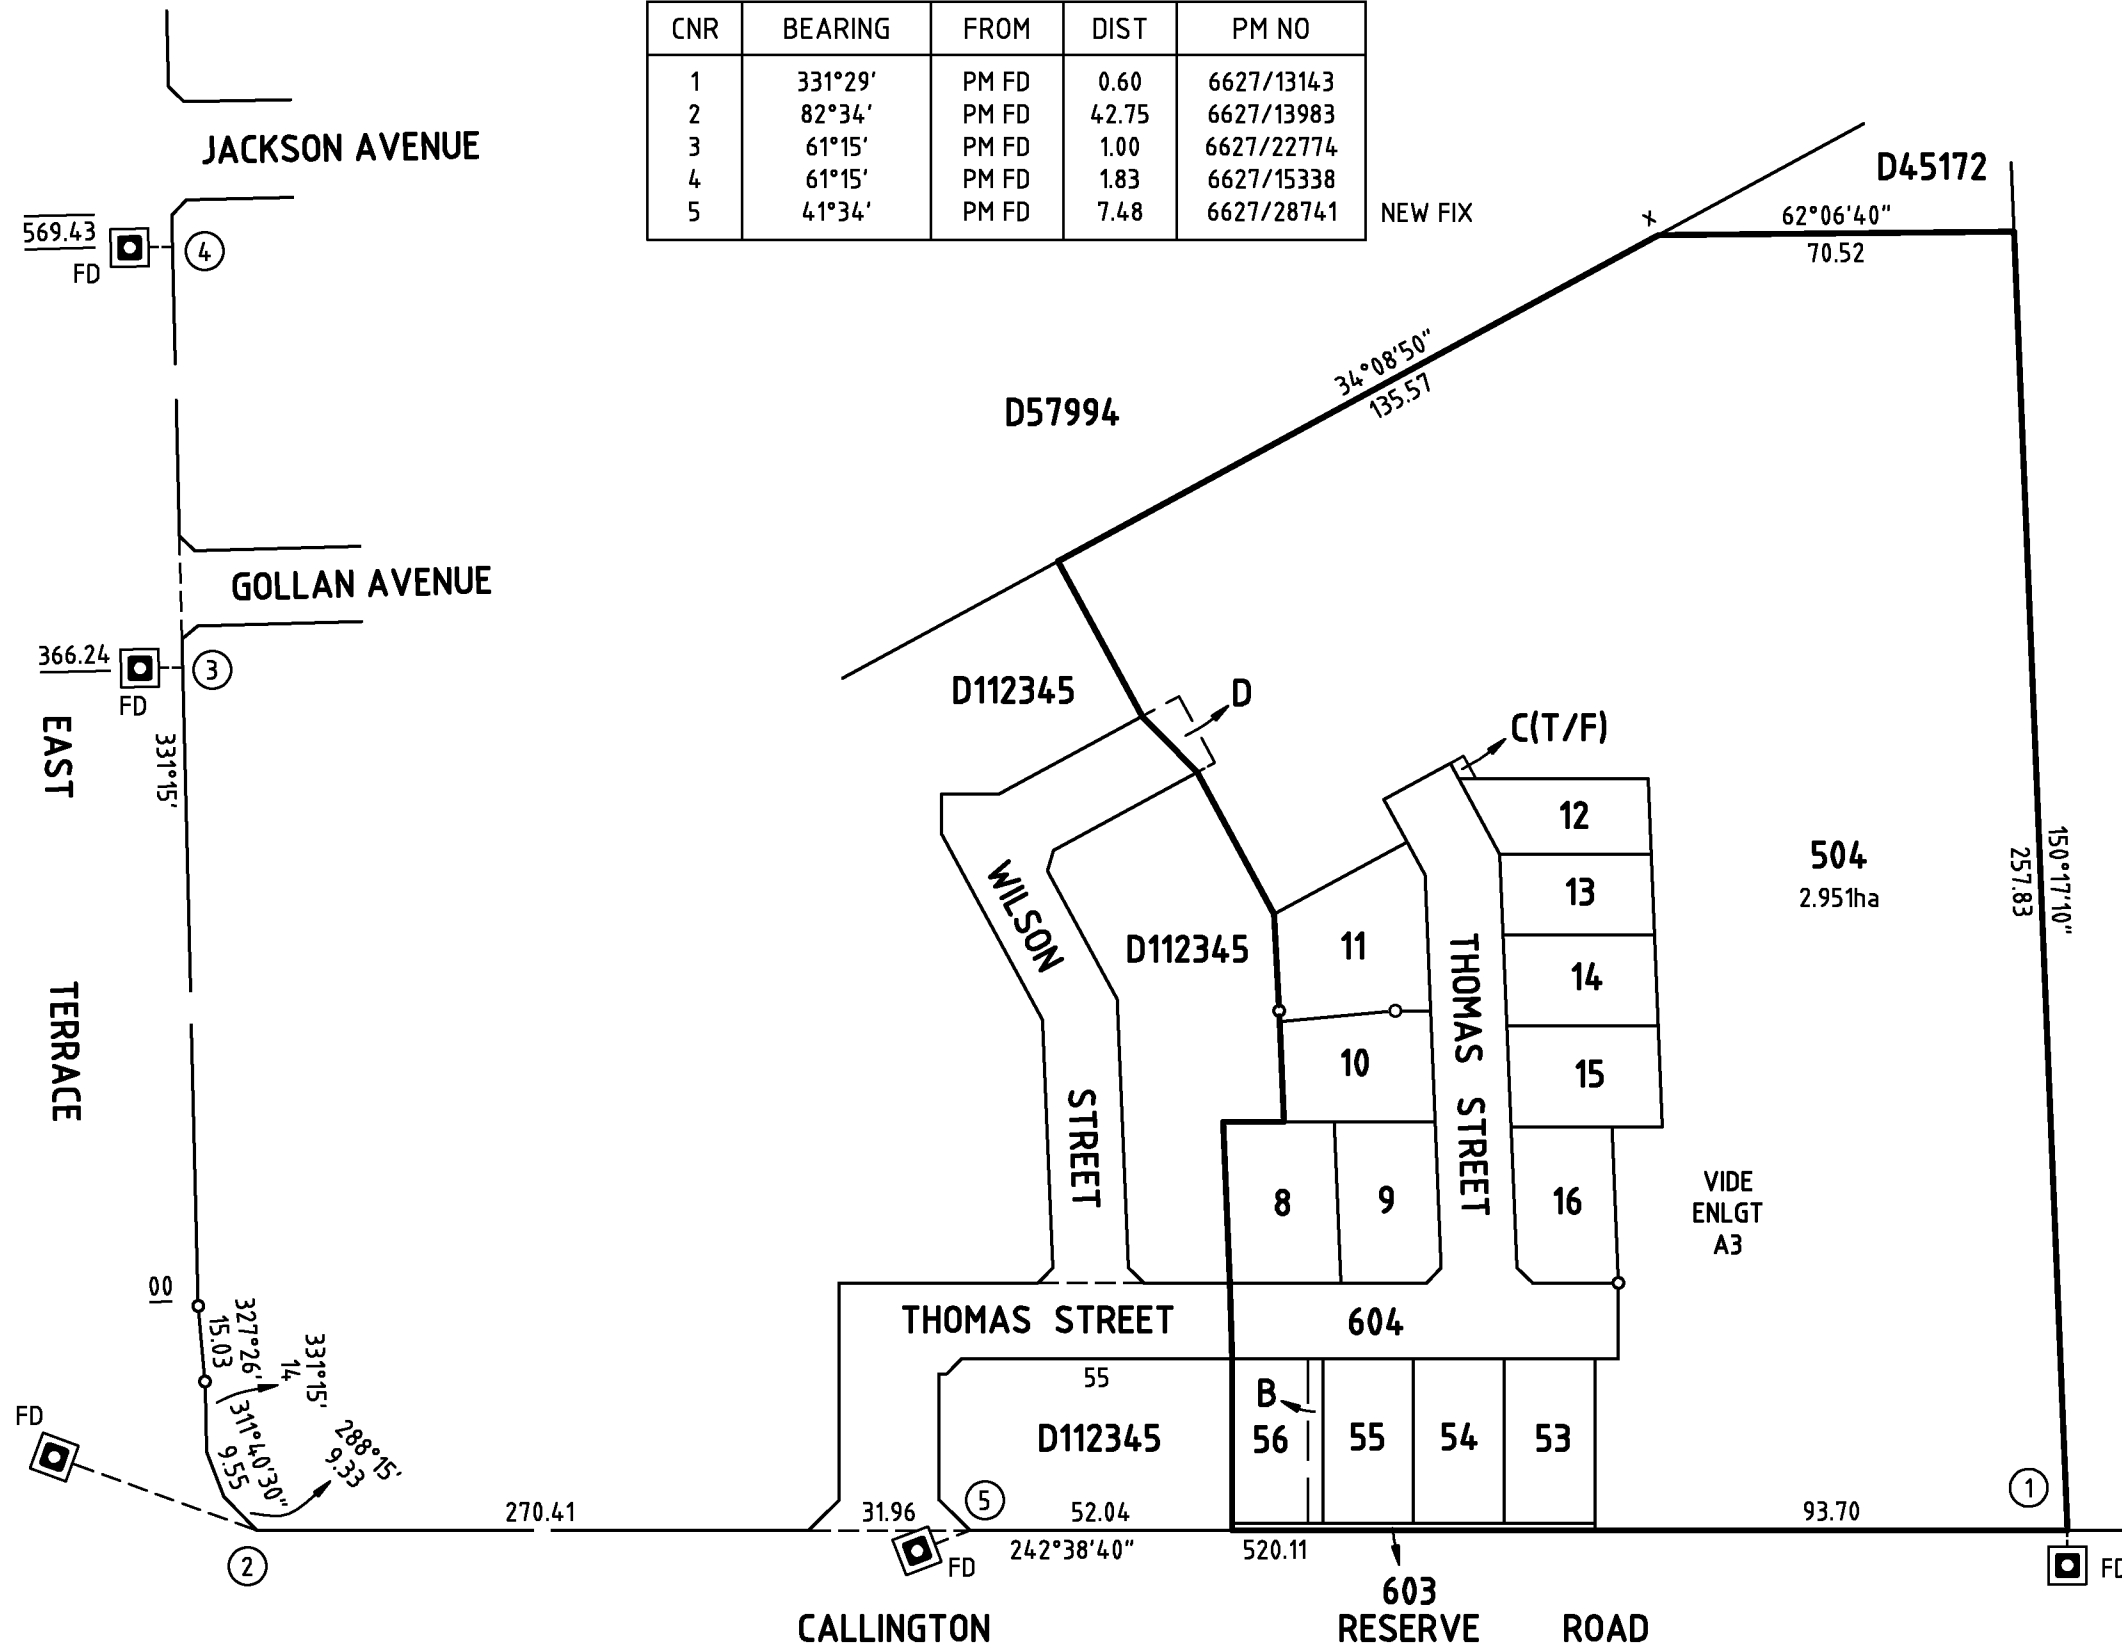 CNR BEARING FROM DIST PM NO
1 331°29' PM FD 0.60 6627/13143
2 82°34' PM FD 42.75 6627/13983
3 61°15' PM FD 1.00 6627/22774
4 61°15' PM FD 1.83 6627/15338
5 41°34' PM FD 7.48 6627/28741 NEW FIX
JACKSON AVENUE
569.43
FD
4
D45172
x
62°06'40"
70.52
34°08'50"
135.57
D57994
GOLLAN AVENUE
366.24
FD
3
EAST
TERRACE
331°15'
D112345
D
C(T/F)
12
13
14
15
16
11
10
8
9
504
2.951ha
150°17'10"
257.83
WILSON
STREET
D112345
THOMAS STREET
VIDE
ENLGT
A3
00
327°26'
15.03
331°15'
14
311°40'30"
9.55
288°15'
9.33
FD
2
THOMAS STREET
604
55
D112345
B
56
55
54
53
5
1
270.41
31.96
52.04
93.70
242°38'40"
520.11
FD
FD
603
CALLINGTON RESERVE ROAD